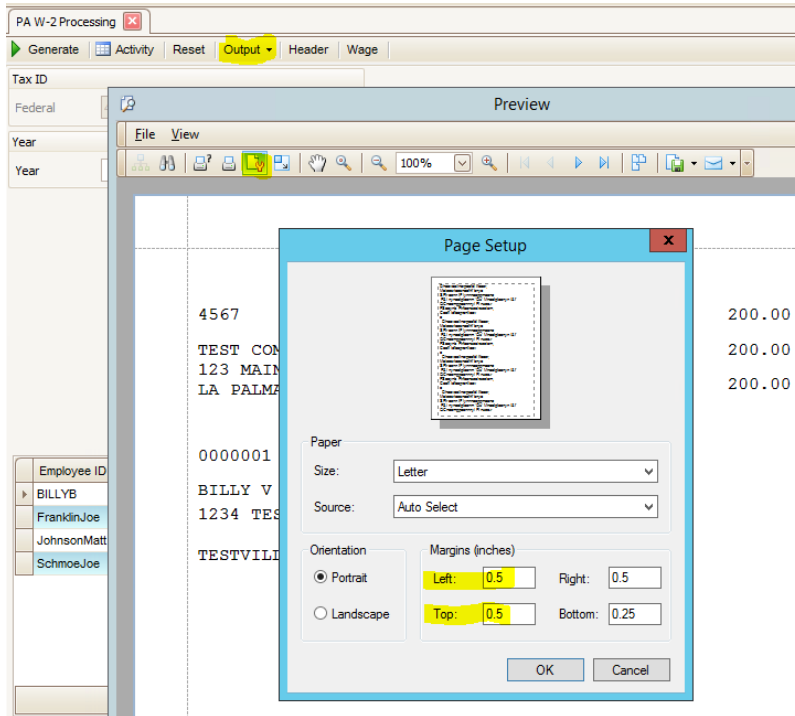 PA W-2 Processing
Generate Activity Reset Output Header Wage
Tax ID
Federal
Year
Year
Preview
File View
100%
4567 200.00
TEST COM 200.00
123 MAIN
LA PALMA 200.00
0000001
BILLY V
1234 TES
TESTVILL
Employee ID
BILLYB
FranklinJoe
JohnsonMatt
SchmoeJoe
Page Setup
x
Paper
Size: Letter
Source: Auto Select
Orientation
Portrait
Landscape
Margins (inches)
Left: 0.5 Right: 0.5
Top: 0.5 Bottom: 0.25
OK Cancel